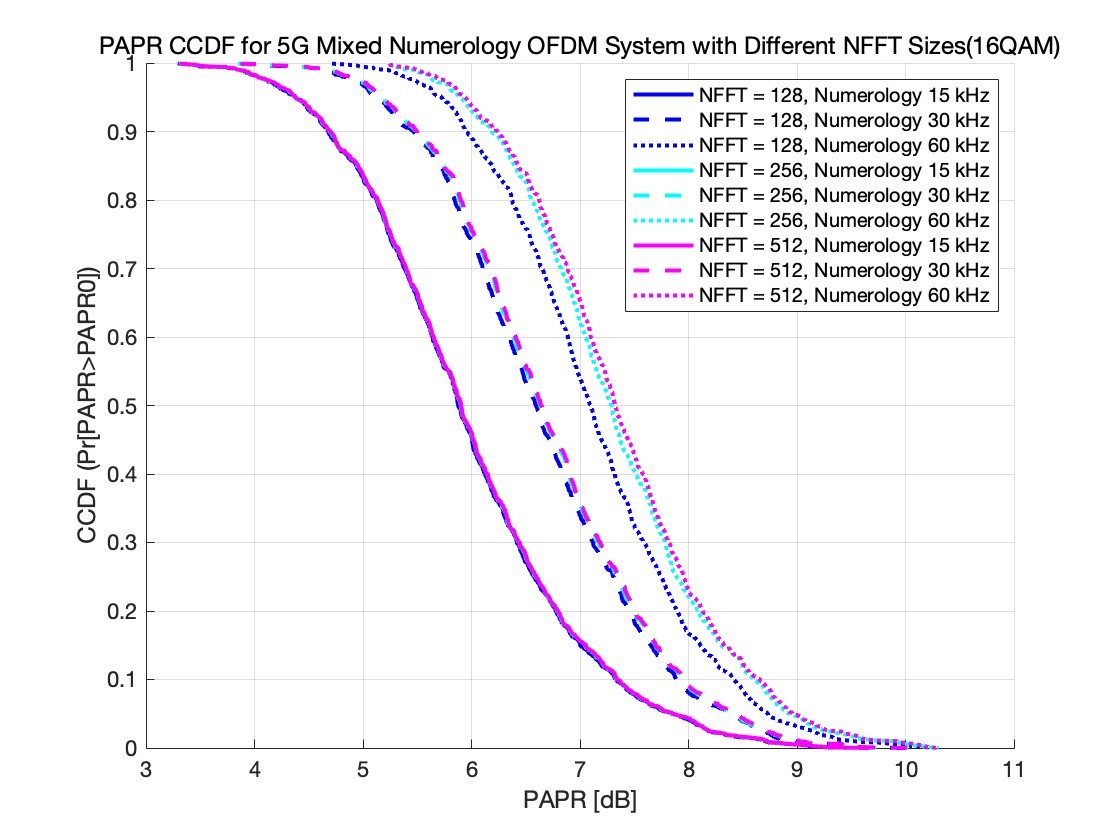 PAPR CCDF for 5G Mixed Numerology OFDM System with Different NFFT Sizes(16QAM)
1
0.9
0.8
0.7
0.6
0.5
0.4
0.3
0.2
0.1
0
CCDF (Pr[PAPR>PAPR0])
NFFT = 128, Numerology 15 kHz
NFFT = 128, Numerology 30 kHz
NFFT = 128, Numerology 60 kHz
NFFT = 256, Numerology 15 kHz
NFFT = 256, Numerology 30 kHz
NFFT = 256, Numerology 60 kHz
NFFT = 512, Numerology 15 kHz
NFFT = 512, Numerology 30 kHz
NFFT = 512, Numerology 60 kHz
3 4 5 6 7 8 9 10 11
PAPR [dB]